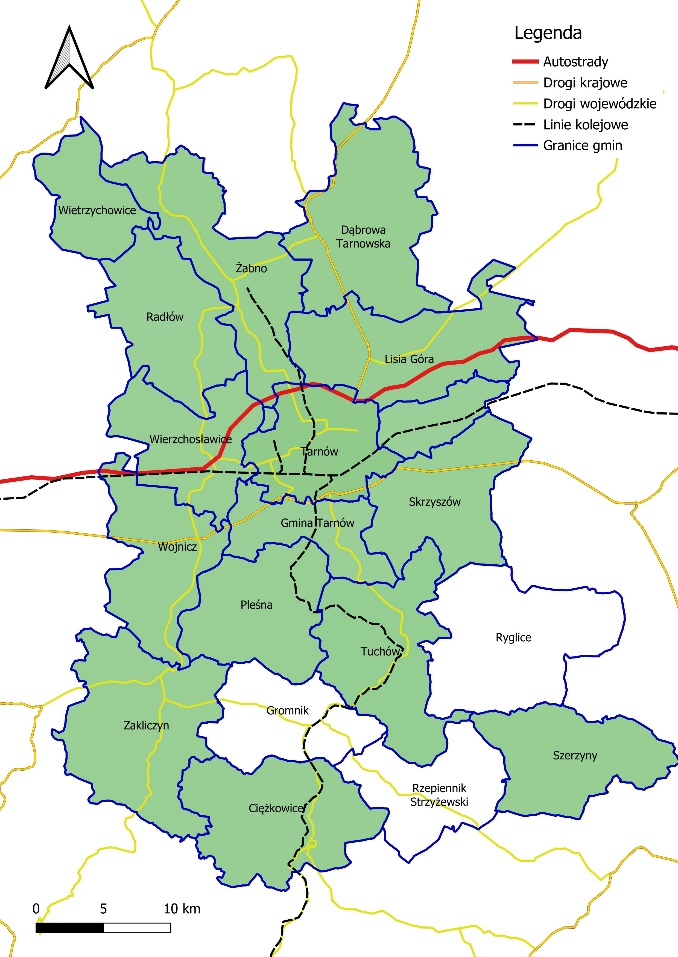 Legenda
Autostrady
Drogi krajowe
Drogi wojewódzkie
Linie kolejowe
Granice gmin
Wietrzychowice
Dąbrowa
Tarnowska
Żabno
Radłów
Lisia Góra
Wierzchosławice
Tarnów
Skrzyszów
Gmina Tarnów
Wojnicz
Pleśna
Ryglice
Tuchów
Gromnik
Zakliczyn
Szerzyny
Rzepiennik
Strzyżewski
Ciężkowice
0 5 10 km